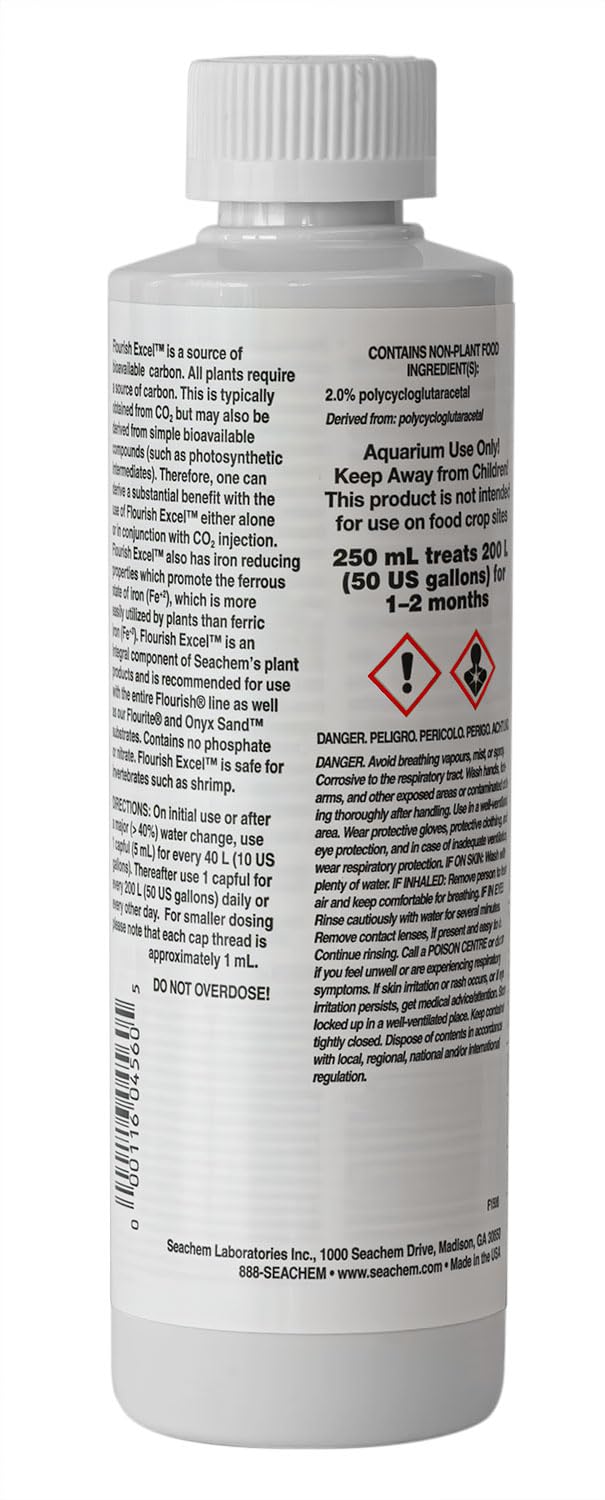 Flourish Excel™ is a source of
bioavailable carbon. All plants require
a source of carbon. This is typically
obtained from CO₂ but may also be
derived from simple bioavailable
compounds (such as photosynthetic
intermediates). Therefore, one can
derive a substantial benefit with the
use of Flourish Excel™ either alone
or in conjunction with CO₂ injection.
Flourish Excel™ also has iron reducing
properties which promote the ferrous
state of iron (Fe⁺²), which is more
easily utilized by plants than ferric
iron (Fe⁺³). Flourish Excel™ is an
integral component of Seachem's plant
products and is recommended for use
with the entire Flourish® line as well
as our Flourite® and Onyx Sand™
substrates. Contains no phosphate
or nitrate. Flourish Excel™ is safe for
invertebrates such as shrimp.
DIRECTIONS: On initial use or after
a major (> 40%) water change, use
1 capful (5 mL) for every 40 L (10 US
gallons). Thereafter use 1 capful for
every 200 L (50 US gallons) daily or
every other day. For smaller dosing
please note that each cap thread is
approximately 1 mL.
DO NOT OVERDOSE!
0 00116 04560 5
CONTAINS NON-PLANT FOOD
INGREDIENT(S):
2.0% polycycloglutaracetal
Derived from: polycycloglutaracetal
Aquarium Use Only!
Keep Away from Children!
This product is not intended
for use on food crop sites
250 mL treats 200 L
(50 US gallons) for
1–2 months
DANGER. PELIGRO. PERICOLO. PERIGO. ACHTUNG
DANGER. Avoid breathing vapours, mist, or spray.
Corrosive to the respiratory tract. Wash hands, fore-
arms, and other exposed areas or contaminated cloth-
ing thoroughly after handling. Use in a well-ventilated
area. Wear protective gloves, protective clothing, and
eye protection, and in case of inadequate ventilation,
wear respiratory protection. IF ON SKIN: Wash with
plenty of water. IF INHALED: Remove person to fresh
air and keep comfortable for breathing. IF IN EYES:
Rinse cautiously with water for several minutes.
Remove contact lenses, if present and easy to
Continue rinsing. Call a POISON CENTRE or
if you feel unwell or are experiencing respiratory
symptoms. If skin irritation or rash occurs, or if eye
irritation persists, get medical advice/attention. Store
locked up in a well-ventilated place. Keep container
tightly closed. Dispose of contents in accordance
with local, regional, national and/or international
regulation.
Seachem Laboratories Inc., 1000 Seachem Drive, Madison, GA 30650
888-SEACHEM • www.seachem.com • Made in the USA